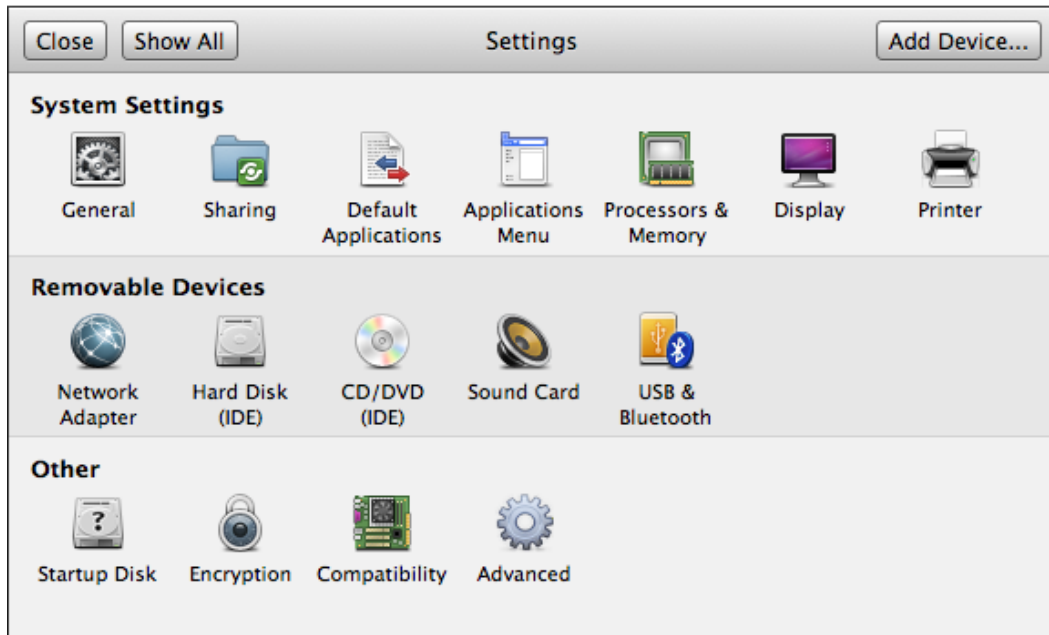 Close Show All Settings Add Device...
System Settings
General Sharing Default Applications Applications Menu Processors & Memory Display Printer
Removable Devices
Network Adapter Hard Disk (IDE) CD/DVD (IDE) Sound Card USB & Bluetooth
Other
?
Startup Disk Encryption Compatibility Advanced